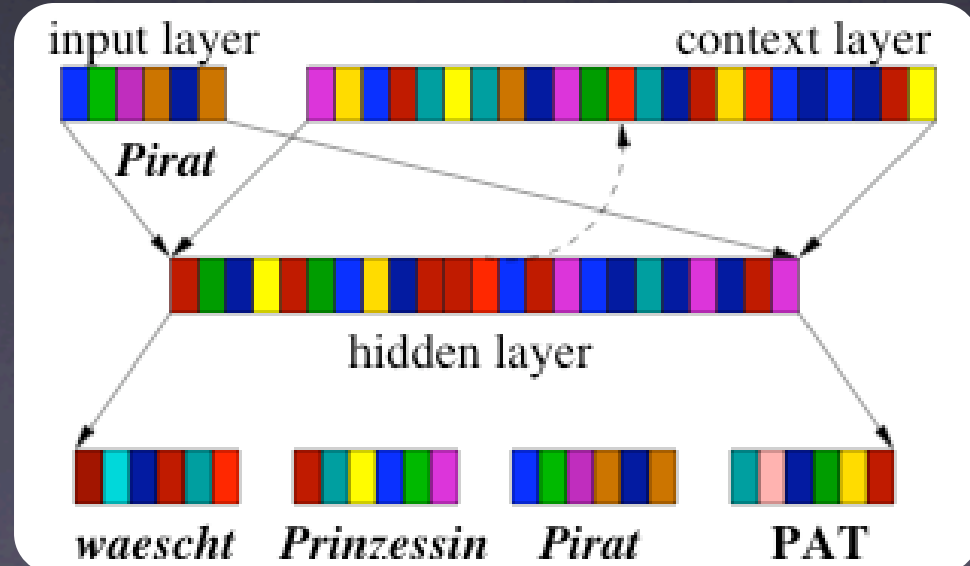 input layer
context layer
Pirat
hidden layer
waescht
Prinzessin
Pirat
PAT